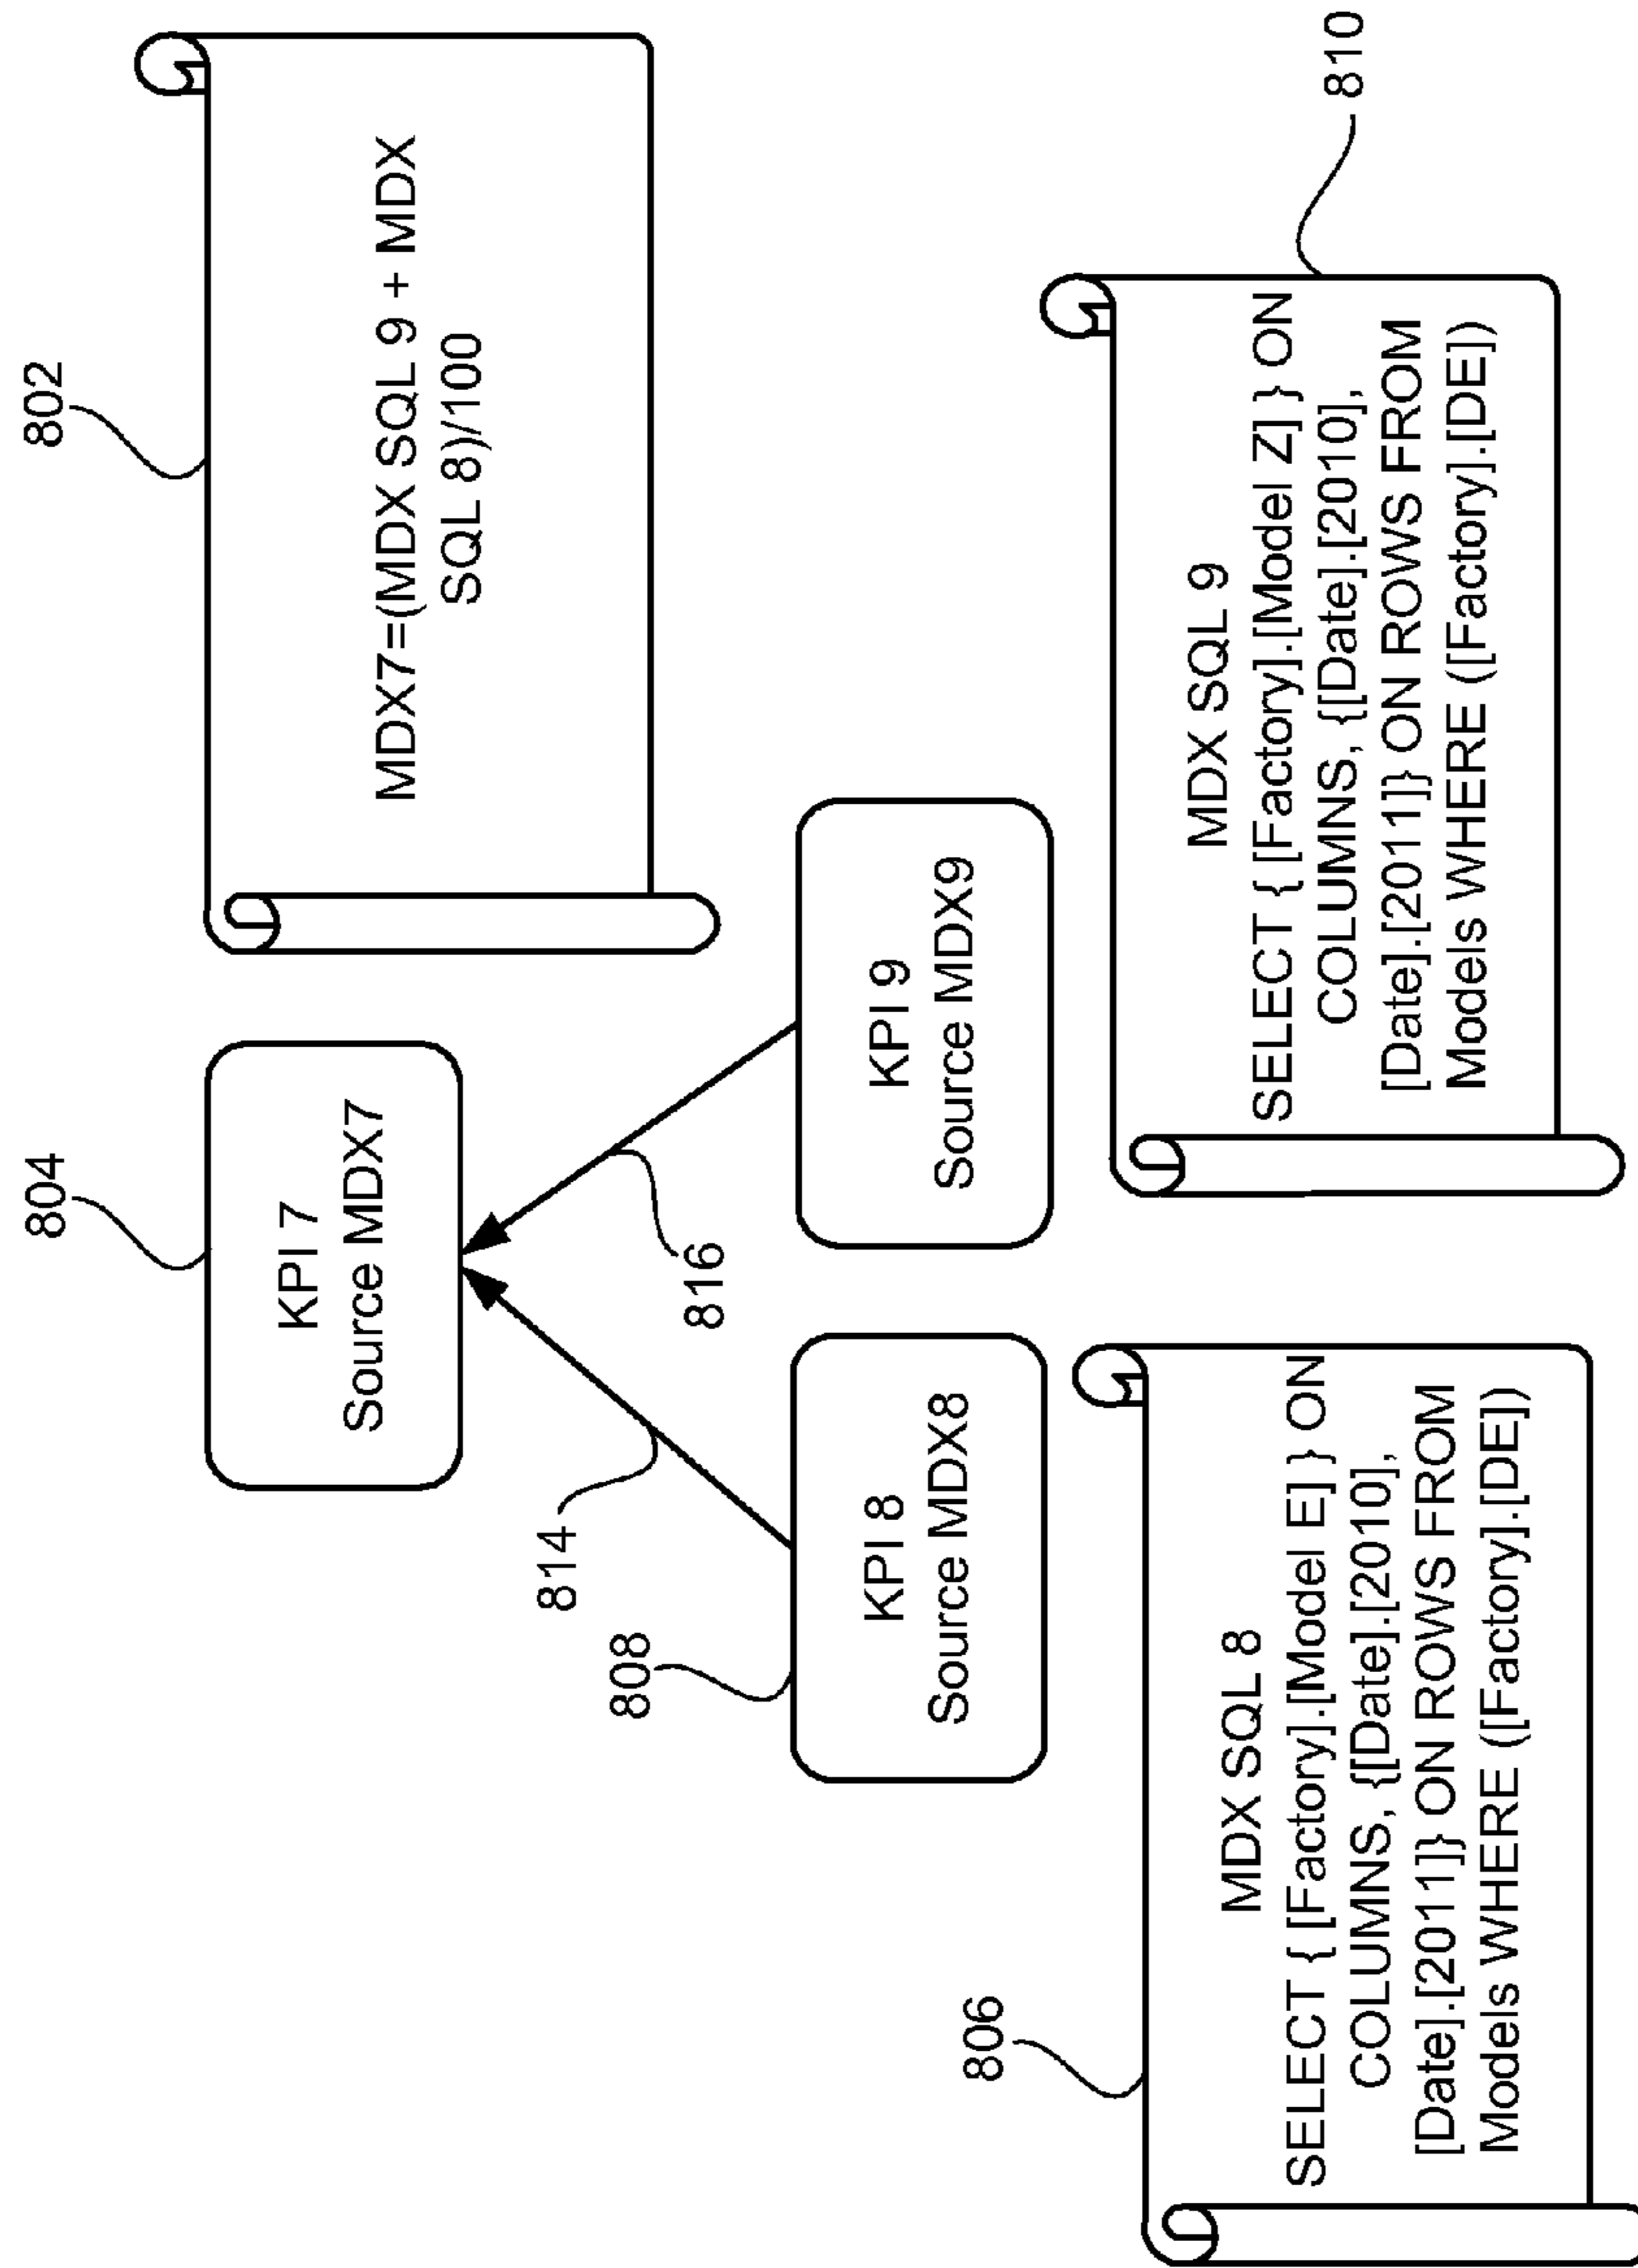 802
804
KPI 7
Source MDX7
MDX7=(MDX SQL 9 + MDX
SQL 8)/100
814
816
808
KPI 8
Source MDX8
KPI 9
Source MDX9
806
MDX SQL 8
SELECT { [Factory].[Model E] } ON
COLUMNS, {[Date].[2010],
[Date].[2011]} ON ROWS FROM
Models WHERE ([Factory].[DE])
810
MDX SQL 9
SELECT { [Factory].[Model Z] } ON
COLUMNS, {[Date].[2010],
[Date].[2011]} ON ROWS FROM
Models WHERE ([Factory].[DE])